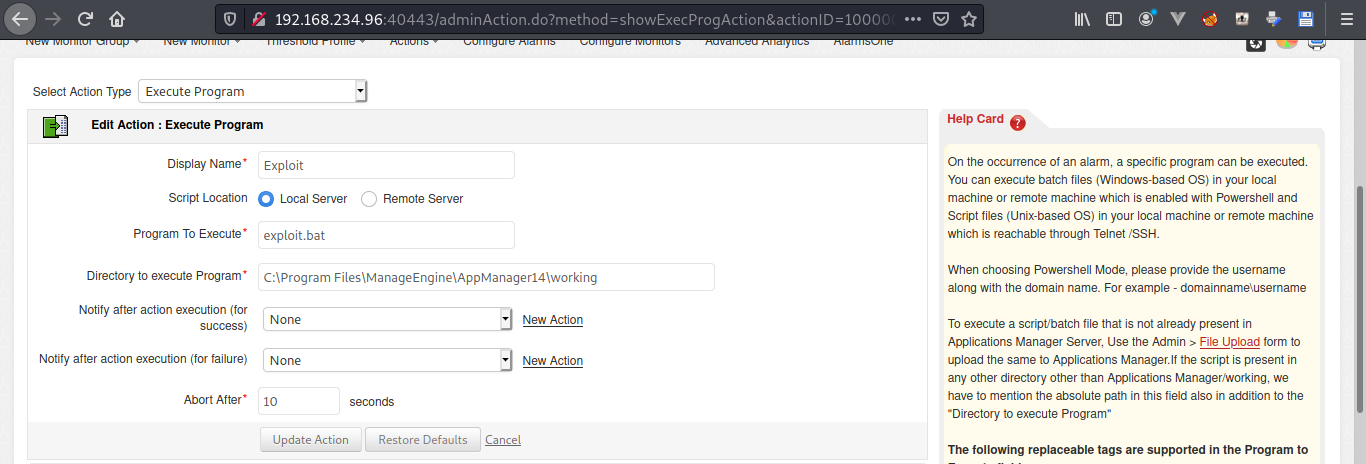 192.168.234.96:40443/adminAction.do?method=showExecProgAction&actionID=10000
New Monitor Group New Monitor Threshold Profile Actions Configure Alarms Configure Monitors Advanced Analytics AlarmsOne
Select Action Type Execute Program
Edit Action : Execute Program
Display Name* Exploit
Script Location Local Server Remote Server
Program To Execute* exploit.bat
Directory to execute Program* C:\Program Files\ManageEngine\AppManager14\working
Notify after action execution (for
success)
None New Action
Notify after action execution (for failure) None New Action
Abort After* 10 seconds
Update Action Restore Defaults Cancel
Help Card ?
On the occurrence of an alarm, a specific program can be executed.
You can execute batch files (Windows-based OS) in your local
machine or remote machine which is enabled with Powershell and
Script files (Unix-based OS) in your local machine or remote machine
which is reachable through Telnet /SSH.
When choosing Powershell Mode, please provide the username
along with the domain name. For example - domainname\username
To execute a script/batch file that is not already present in
Applications Manager Server, Use the Admin > File Upload form to
upload the same to Applications Manager.If the script is present in
any other directory other than Applications Manager/working, we
have to mention the absolute path in this field also in addition to the
"Directory to execute Program"
The following replaceable tags are supported in the Program to